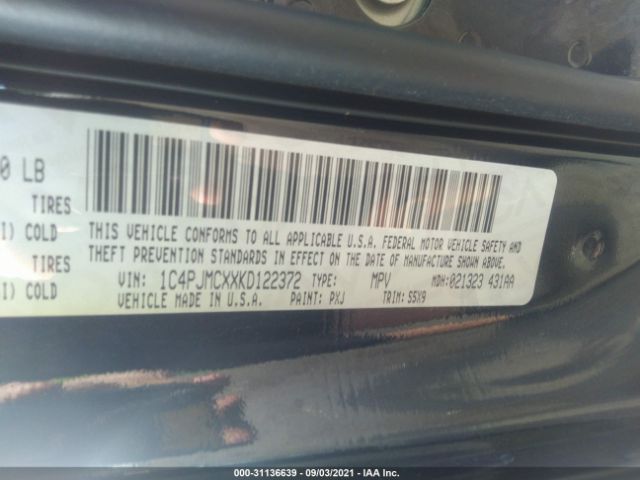 0 LB
TIRES
I) COLD
TIRES
I) COLD
THIS VEHICLE CONFORMS TO ALL APPLICABLE U.S.A. FEDERAL MOTOR VEHICLE SAFETY AND
THEFT PREVENTION STANDARDS IN EFFECT ON THE DATE OF MANUFACTURE SHOWN ABOVE.
VIN: 1C4PJMCXXKD122372 TYPE: MPV MDH:021323 431AA
VEHICLE MADE IN U.S.A. PAINT: PXJ TRIM: S5X9
000-31136639 - 09/03/2021 - IAA Inc.